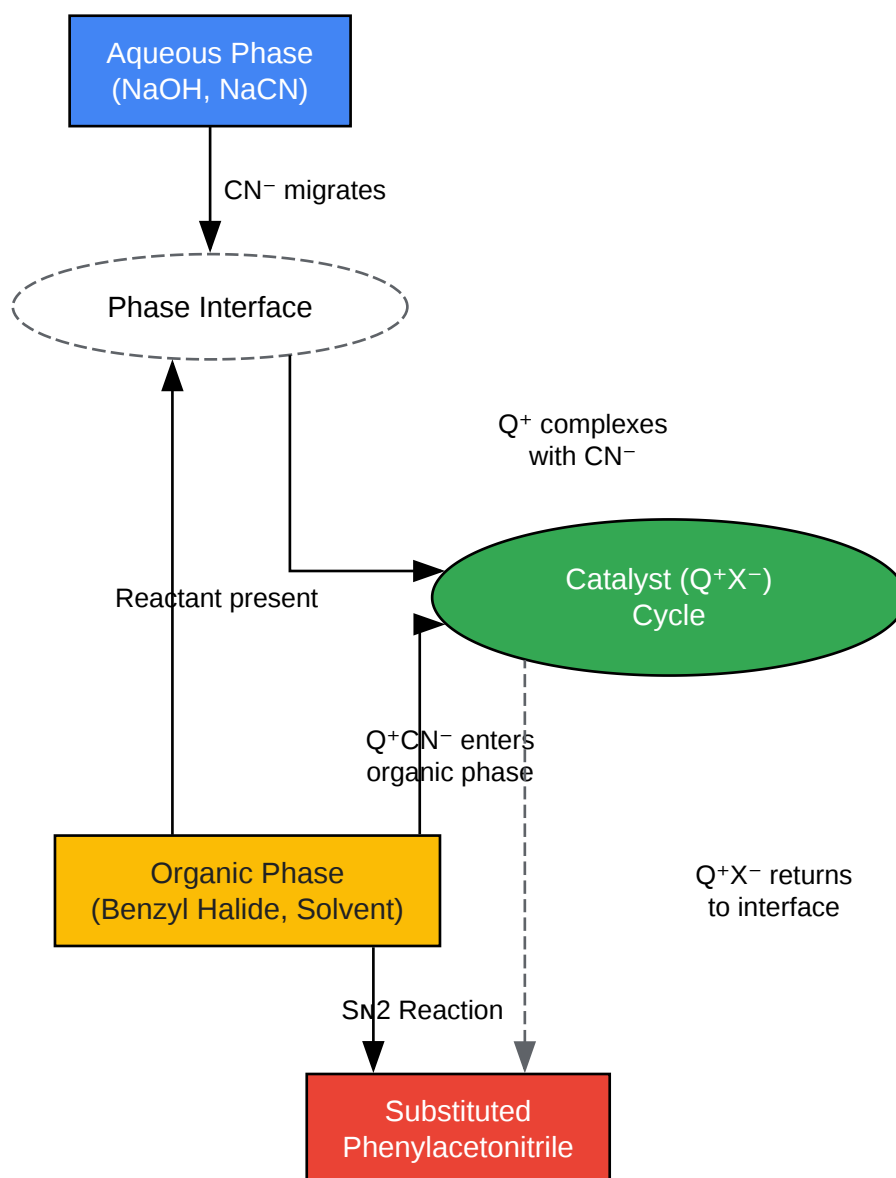 Aqueous Phase
(NaOH, NaCN)
CN⁻ migrates
Phase Interface
Q⁺ complexes
with CN⁻
Catalyst (Q⁺X⁻)
Cycle
Reactant present
Q⁺CN⁻ enters
organic phase
Organic Phase
(Benzyl Halide, Solvent)
Q⁺X⁻ returns
to interface
Sɴ2 Reaction
Substituted
Phenylacetonitrile